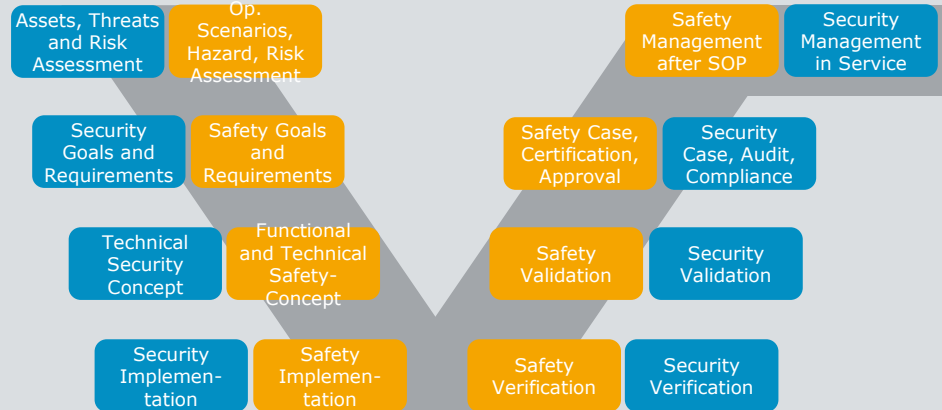 Assets, Threats
and Risk
Assessment
Op.
Scenarios,
Hazard, Risk
Assessment
Safety
Management
after SOP
Security
Management
in Service
Security
Goals and
Requirements
Safety Goals
and
Requirements
Safety Case,
Certification,
Approval
Security
Case, Audit,
Compliance
Technical
Security
Concept
Functional
and Technical
Safety-
Concept
Safety
Validation
Security
Validation
Security
Implemen-
tation
Safety
Implemen-
tation
Safety
Verification
Security
Verification